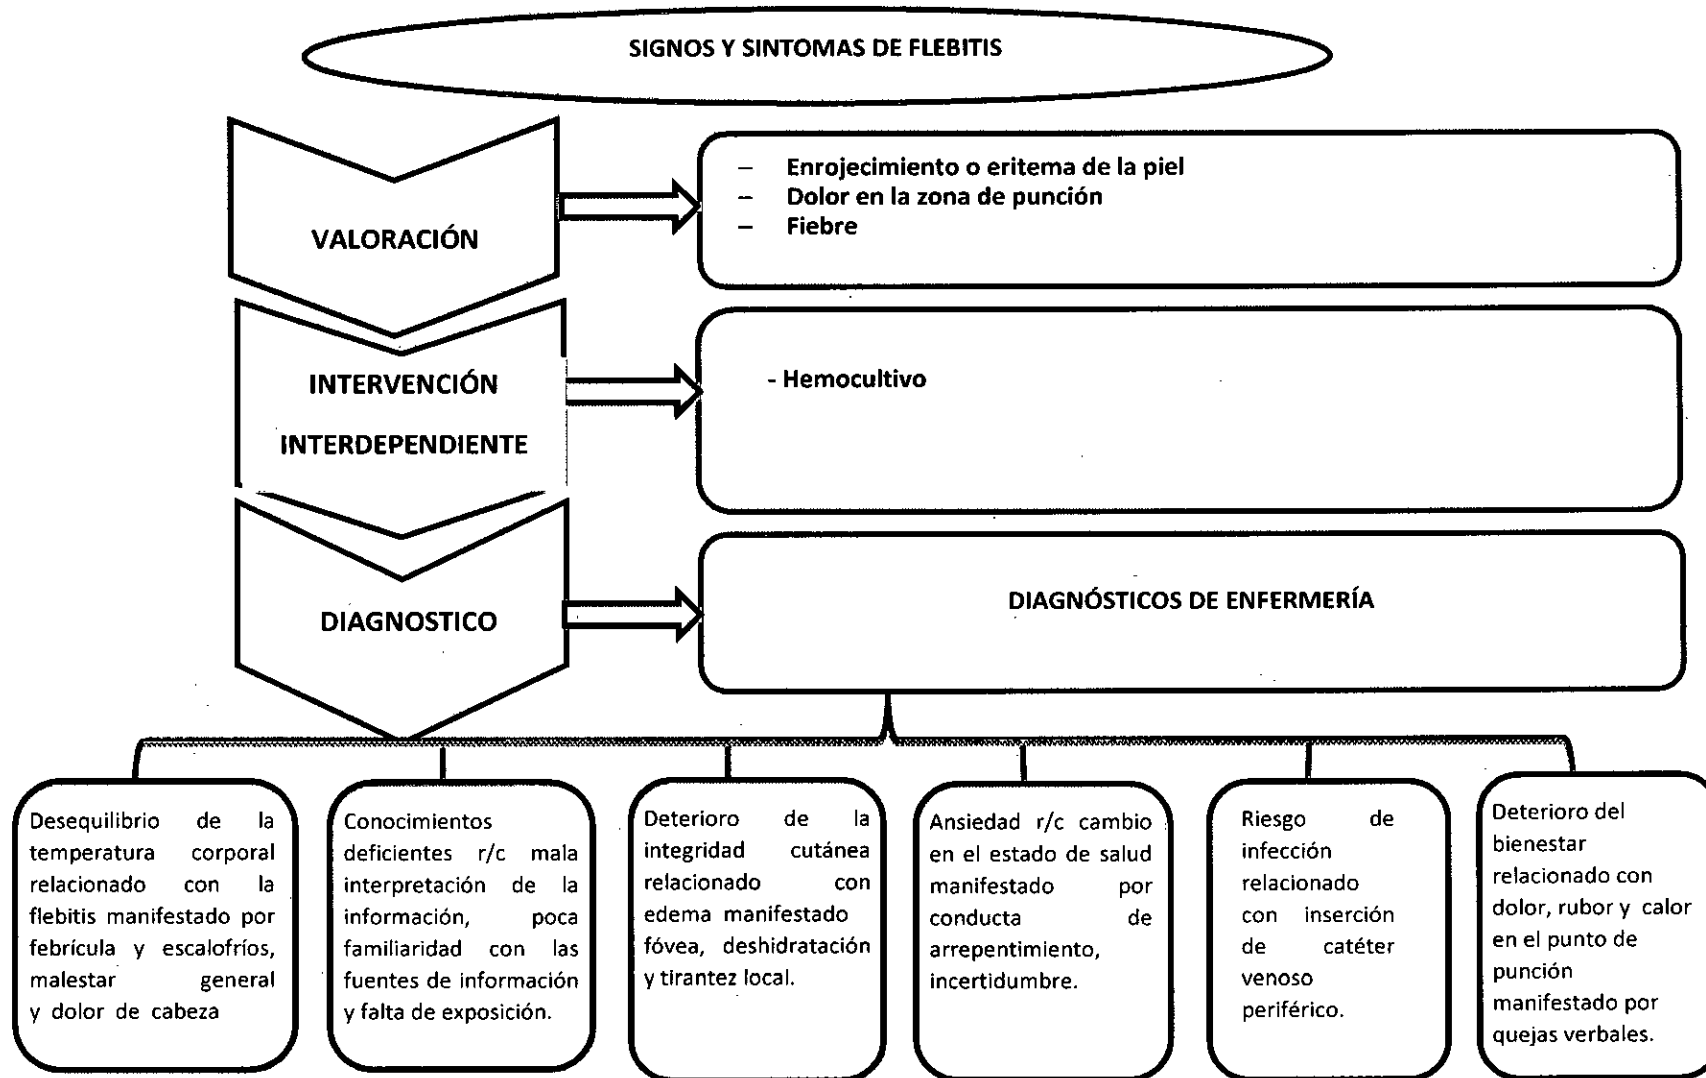 SIGNOS Y SINTOMAS DE FLEBITIS
VALORACIÓN
– Enrojecimiento o eritema de la piel
– Dolor en la zona de punción
– Fiebre
INTERVENCIÓN
INTERDEPENDIENTE
- Hemocultivo
DIAGNOSTICO
DIAGNÓSTICOS DE ENFERMERÍA
Desequilibrio de la
temperatura corporal
relacionado con la
flebitis manifestado por
febrícula y escalofríos,
malestar general
y dolor de cabeza
Conocimientos
deficientes r/c mala
interpretación de la
información, poca
familiaridad con las
fuentes de información
y falta de exposición.
Deterioro de la
integridad cutánea
relacionado con
edema manifestado
fóvea, deshidratación
y tirantez local.
Ansiedad r/c cambio
en el estado de salud
manifestado por
conducta de
arrepentimiento,
incertidumbre.
Riesgo de
infección
relacionado
con inserción
de catéter
venoso
periférico.
Deterioro del
bienestar
relacionado con
dolor, rubor y calor
en el punto de
punción
manifestado por
quejas verbales.